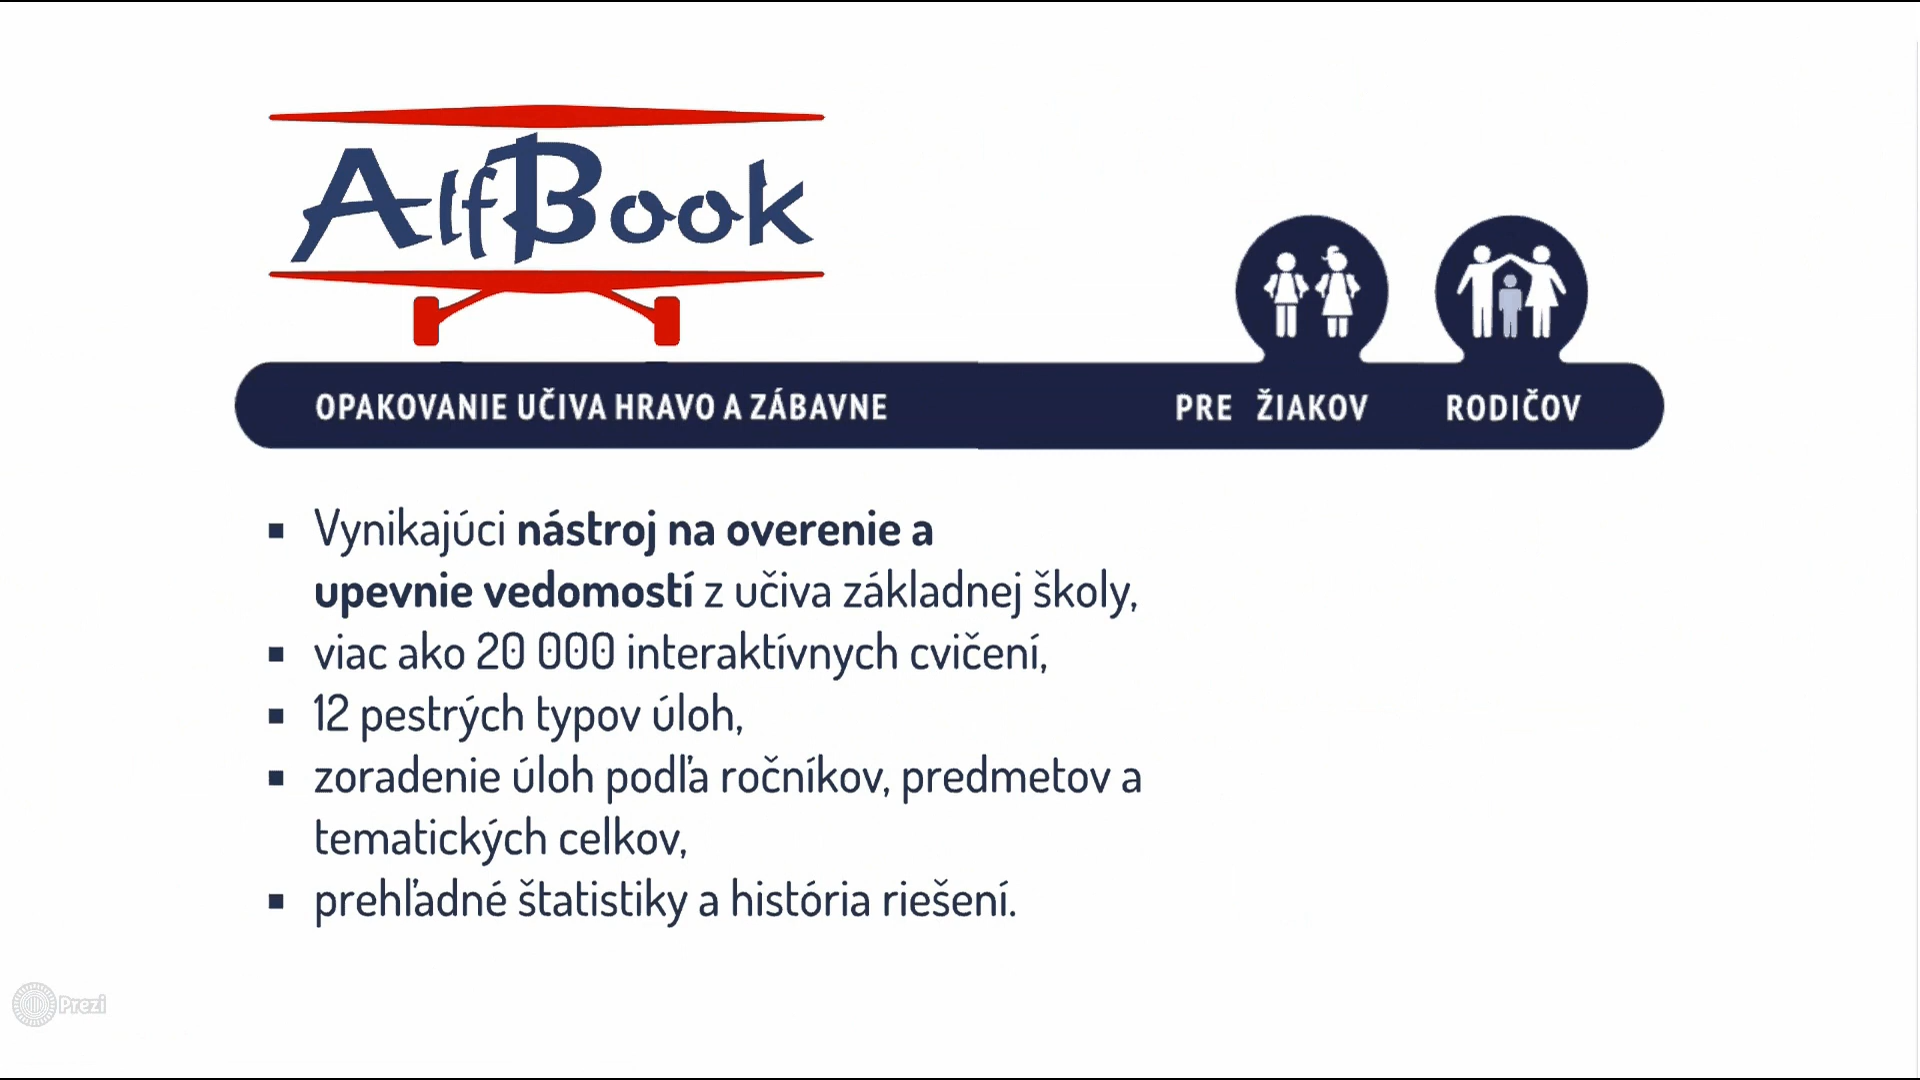 AlfBook
OPAKOVANIE UČIVA HRAVO A ZÁBAVNE
PRE ŽIAKOV RODIČOV
▪ Vynikajúci nástroj na overenie a
upevnie vedomostí z učiva základnej školy,
▪ viac ako 20 000 interaktívnych cvičení,
▪ 12 pestrých typov úloh,
▪ zoradenie úloh podľa ročníkov, predmetov a
tematických celkov,
▪ prehľadné štatistiky a história riešení.
Prezi